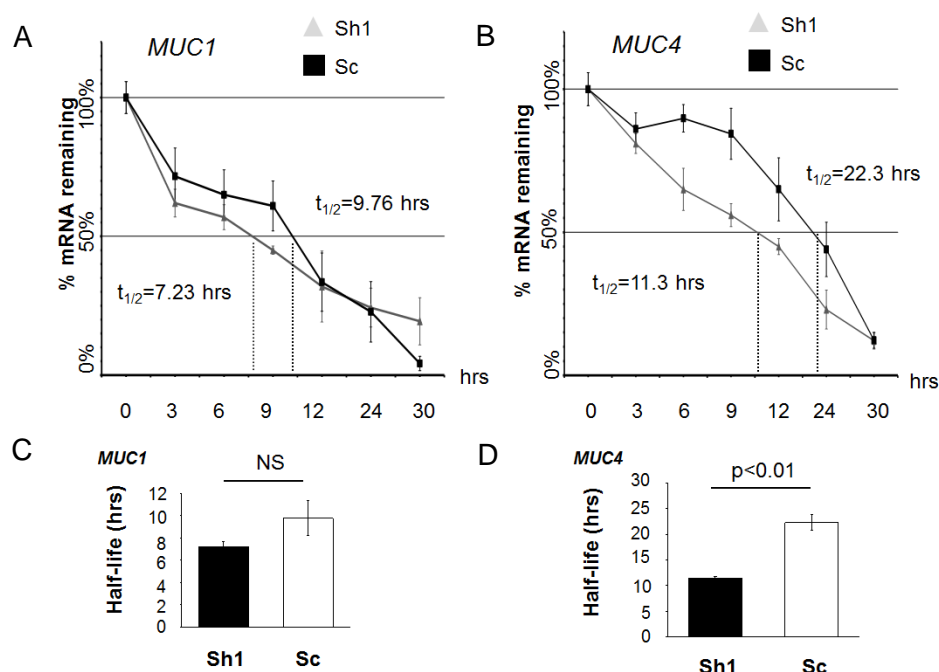 A
MUC1
Sh1
Sc
% mRNA remaining
100%
50%
0%
t1/2=9.76 hrs
t1/2=7.23 hrs
hrs
0 3 6 9 12 24 30
B
MUC4
Sh1
Sc
% mRNA remaining
100%
50%
0%
t1/2=22.3 hrs
t1/2=11.3 hrs
hrs
0 3 6 9 12 24 30
C
MUC1
NS
Half-life (hrs)
12
10
8
6
4
2
0
Sh1 Sc
D
MUC4
p<0.01
Half-life (hrs)
30
25
20
15
10
5
0
Sh1 Sc